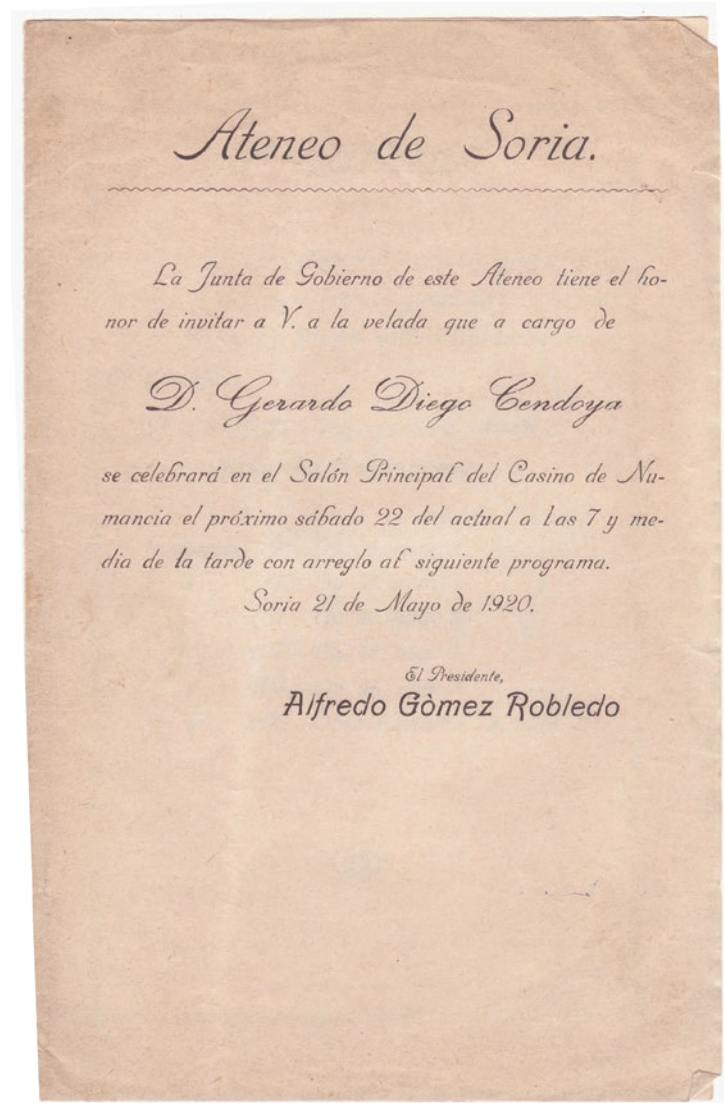 Ateneo de Soria.
La Junta de Gobierno de este Ateneo tiene el ho-
nor de invitar a V. a la velada que a cargo de
D. Gerardo Diego Cendoya
se celebrará en el Salón Principal del Casino de Nu-
mancia el próximo sábado 22 del actual a las 7 y me-
dia de la tarde con arreglo al siguiente programa.
Soria 21 de Mayo de 1920.
El Presidente,
Alfredo Gòmez Robledo